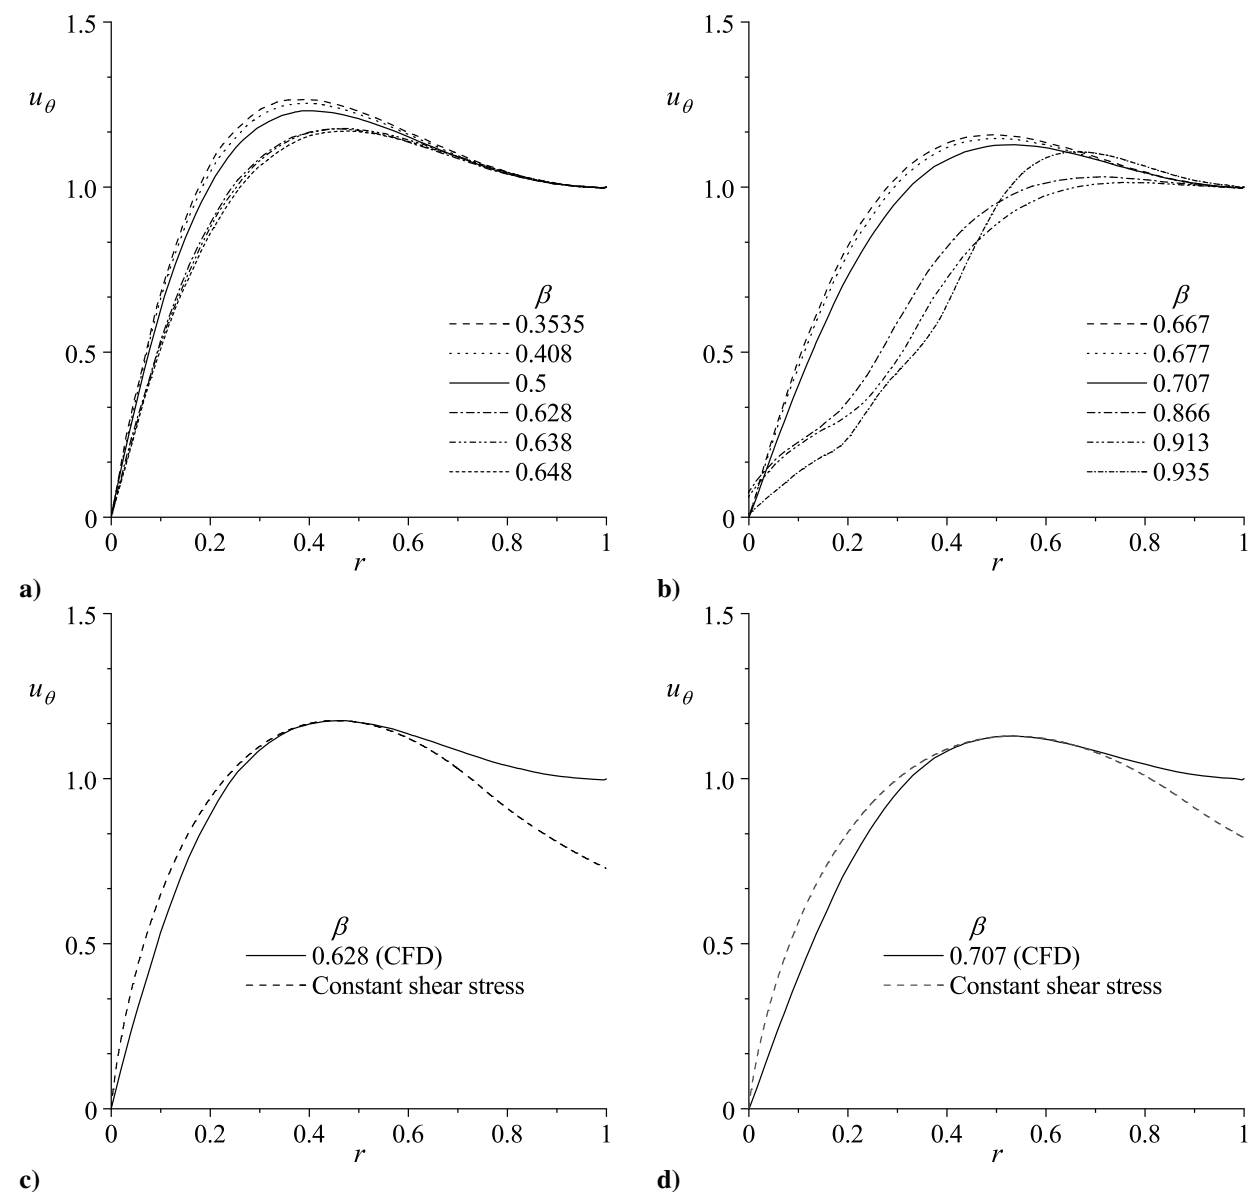 1.5
u_θ
1.0
0.5
0
0 0.2 0.4 0.6 0.8 1
r
β
0.3535
0.408
0.5
0.628
0.638
0.648
a)
1.5
u_θ
1.0
0.5
0
0 0.2 0.4 0.6 0.8 1
r
β
0.667
0.677
0.707
0.866
0.913
0.935
b)
1.5
u_θ
1.0
0.5
0
0 0.2 0.4 0.6 0.8 1
r
β
0.628 (CFD)
Constant shear stress
c)
1.5
u_θ
1.0
0.5
0
0 0.2 0.4 0.6 0.8 1
r
β
0.707 (CFD)
Constant shear stress
d)